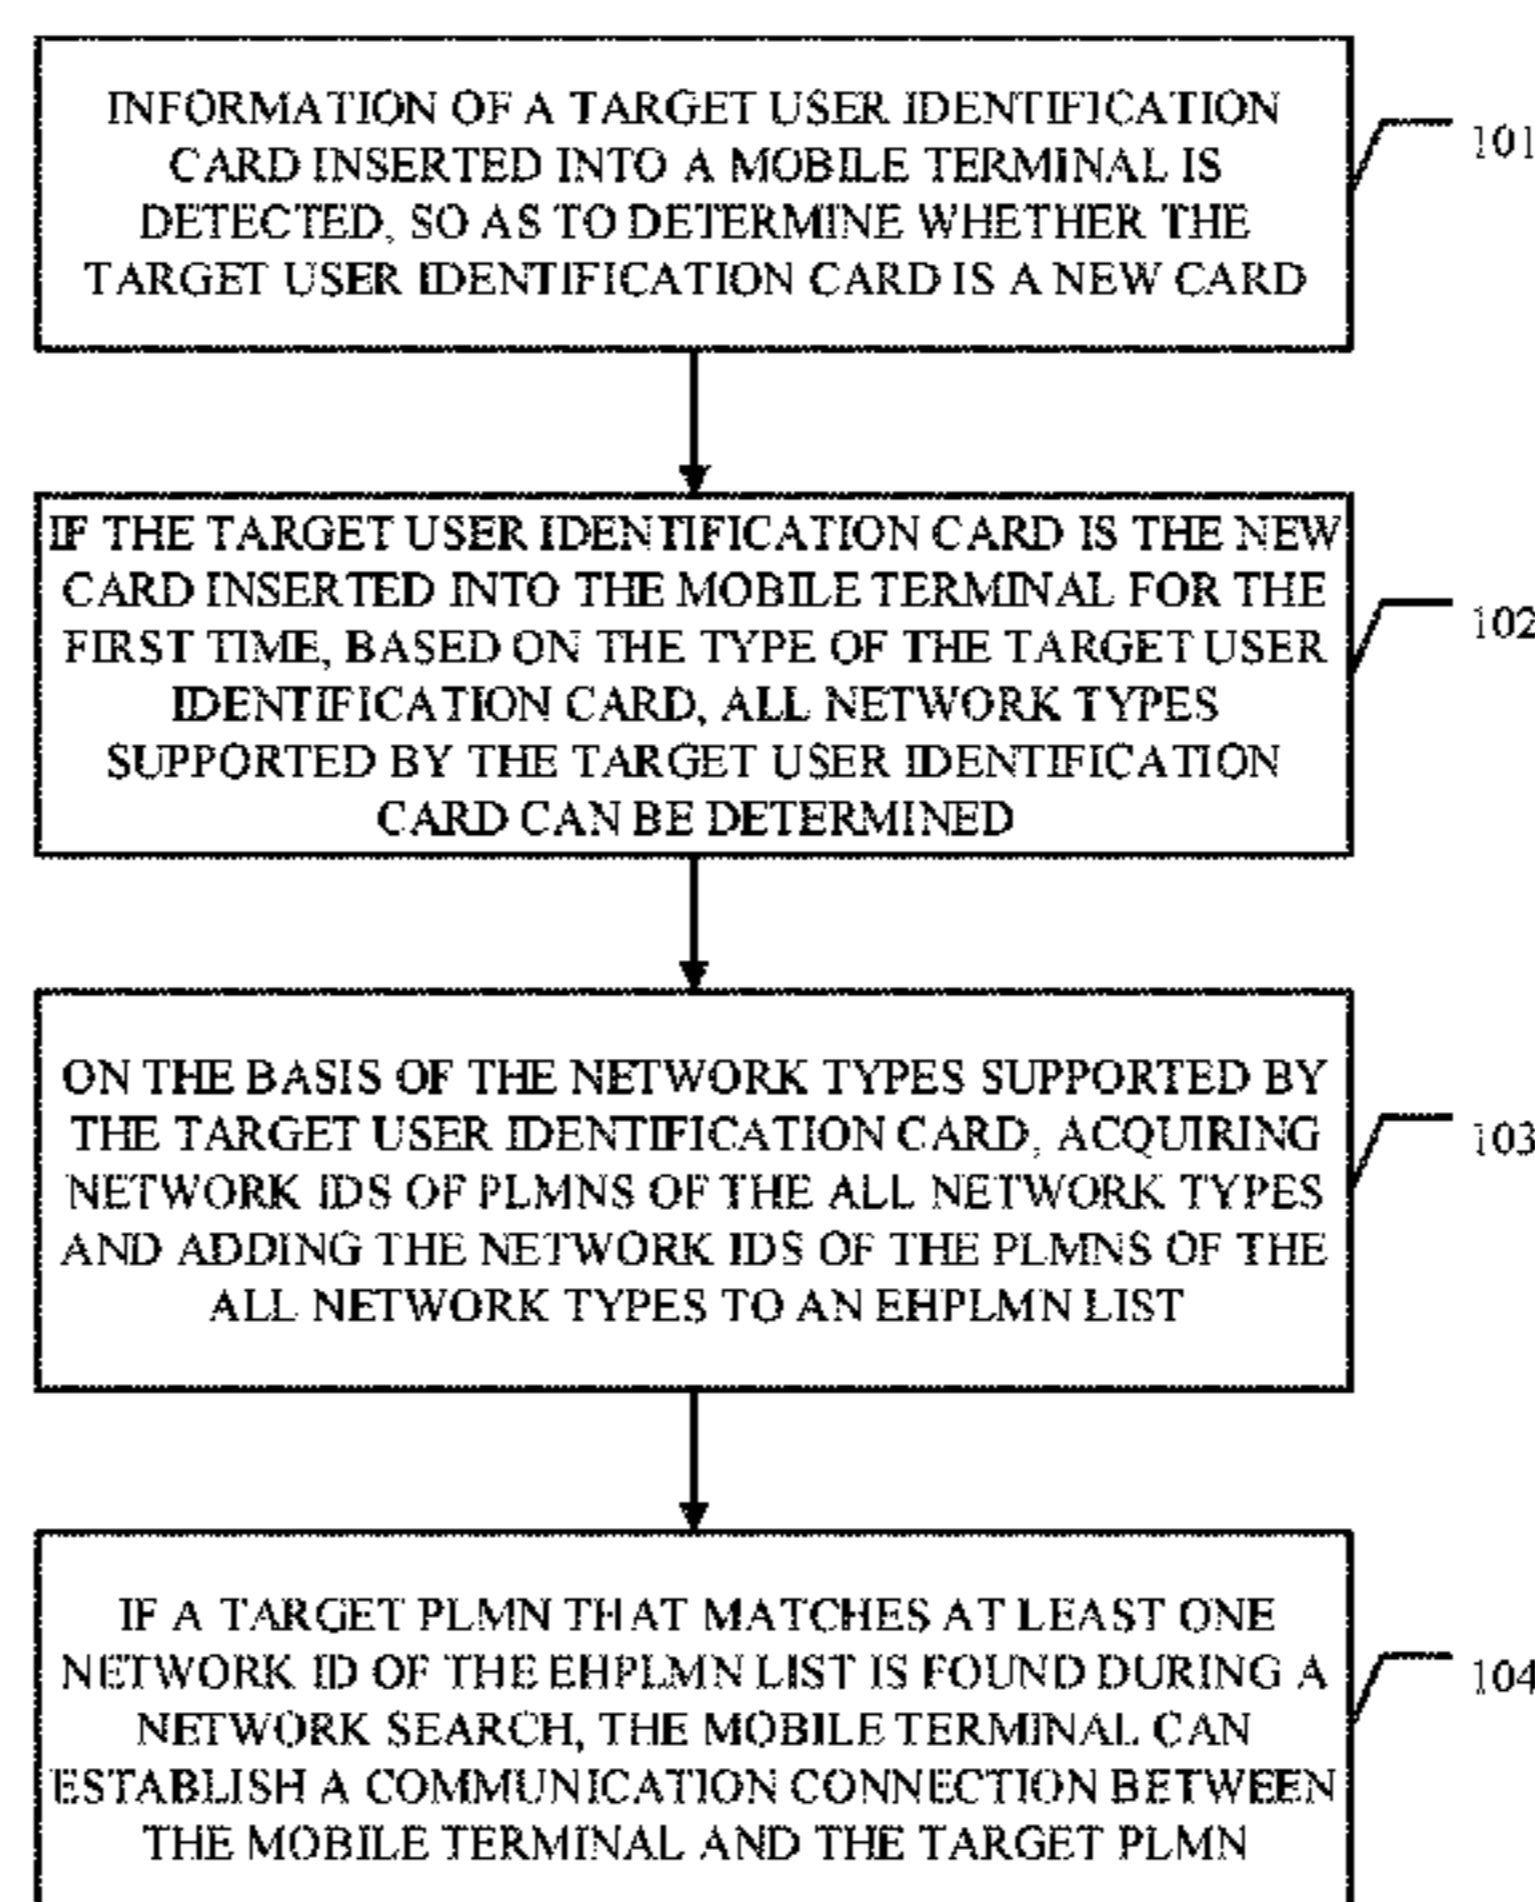 INFORMATION OF A TARGET USER IDENTIFICATION
CARD INSERTED INTO A MOBILE TERMINAL IS
DETECTED, SO AS TO DETERMINE WHETHER THE
TARGET USER IDENTIFICATION CARD IS A NEW CARD
101
IF THE TARGET USER IDENTIFICATION CARD IS THE NEW
CARD INSERTED INTO THE MOBILE TERMINAL FOR THE
FIRST TIME, BASED ON THE TYPE OF THE TARGET USER
IDENTIFICATION CARD, ALL NETWORK TYPES
SUPPORTED BY THE TARGET USER IDENTIFICATION
CARD CAN BE DETERMINED
102
ON THE BASIS OF THE NETWORK TYPES SUPPORTED BY
THE TARGET USER IDENTIFICATION CARD, ACQUIRING
NETWORK IDS OF PLMNS OF THE ALL NETWORK TYPES
AND ADDING THE NETWORK IDS OF THE PLMNS OF THE
ALL NETWORK TYPES TO AN EHPLMN LIST
103
IF A TARGET PLMN THAT MATCHES AT LEAST ONE
NETWORK ID OF THE EHPLMN LIST IS FOUND DURING A
NETWORK SEARCH, THE MOBILE TERMINAL CAN
ESTABLISH A COMMUNICATION CONNECTION BETWEEN
THE MOBILE TERMINAL AND THE TARGET PLMN
104